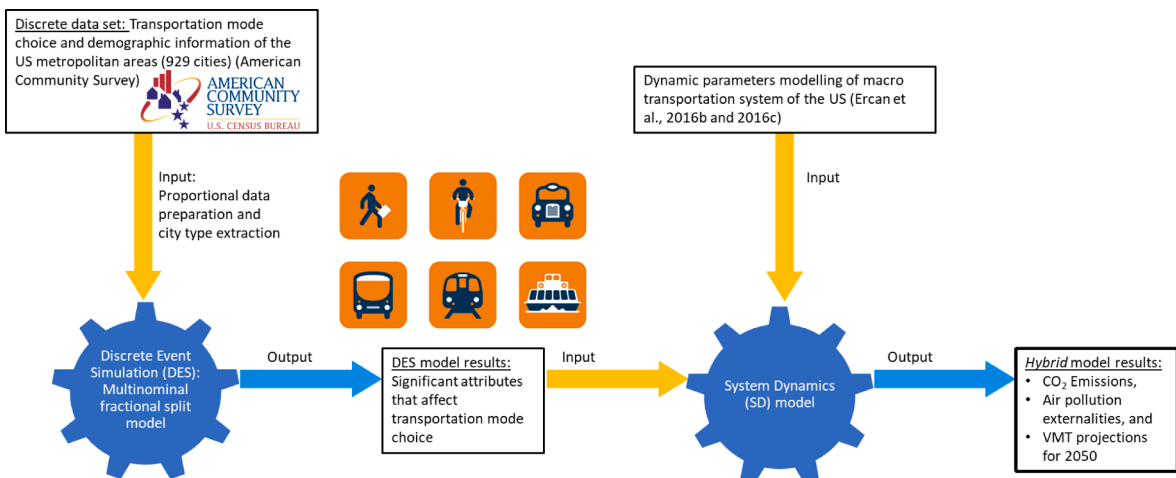 Discrete data set: Transportation mode
choice and demographic information of the
US metropolitan areas (929 cities) (American
Community Survey)
AMERICAN
COMMUNITY
SURVEY
U.S. CENSUS BUREAU
Dynamic parameters modelling of macro
transportation system of the US (Ercan et
al., 2016b and 2016c)
Input:
Proportional data
preparation and
city type extraction
Input
Discrete Event
Simulation (DES):
Multinominal
fractional split
model
Output
DES model results:
Significant attributes
that affect
transportation mode
choice
Input
System Dynamics
(SD) model
Output
Hybrid model results:
• CO₂ Emissions,
• Air pollution
externalities, and
• VMT projections
for 2050